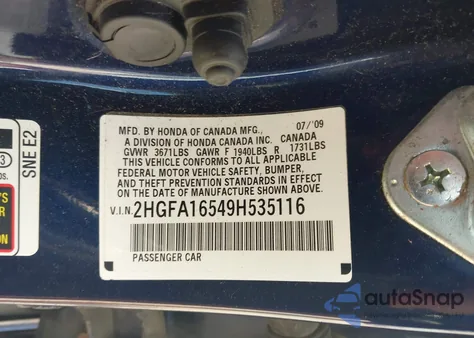 SNE E2
3
ON
07/'09
MFD. BY HONDA OF CANADA MFG.,
A DIVISION OF HONDA CANADA INC. CANADA
GVWR 3671LBS GAWR F 1940LBS R 1731LBS
THIS VEHICLE CONFORMS TO ALL APPLICABLE
FEDERAL MOTOR VEHICLE SAFETY, BUMPER,
AND THEFT PREVENTION STANDARDS IN EFFECT
ON THE DATE OF MANUFACTURE SHOWN ABOVE.
V.I.N.2HGFA16549H535116
PASSENGER CAR
autoSnap